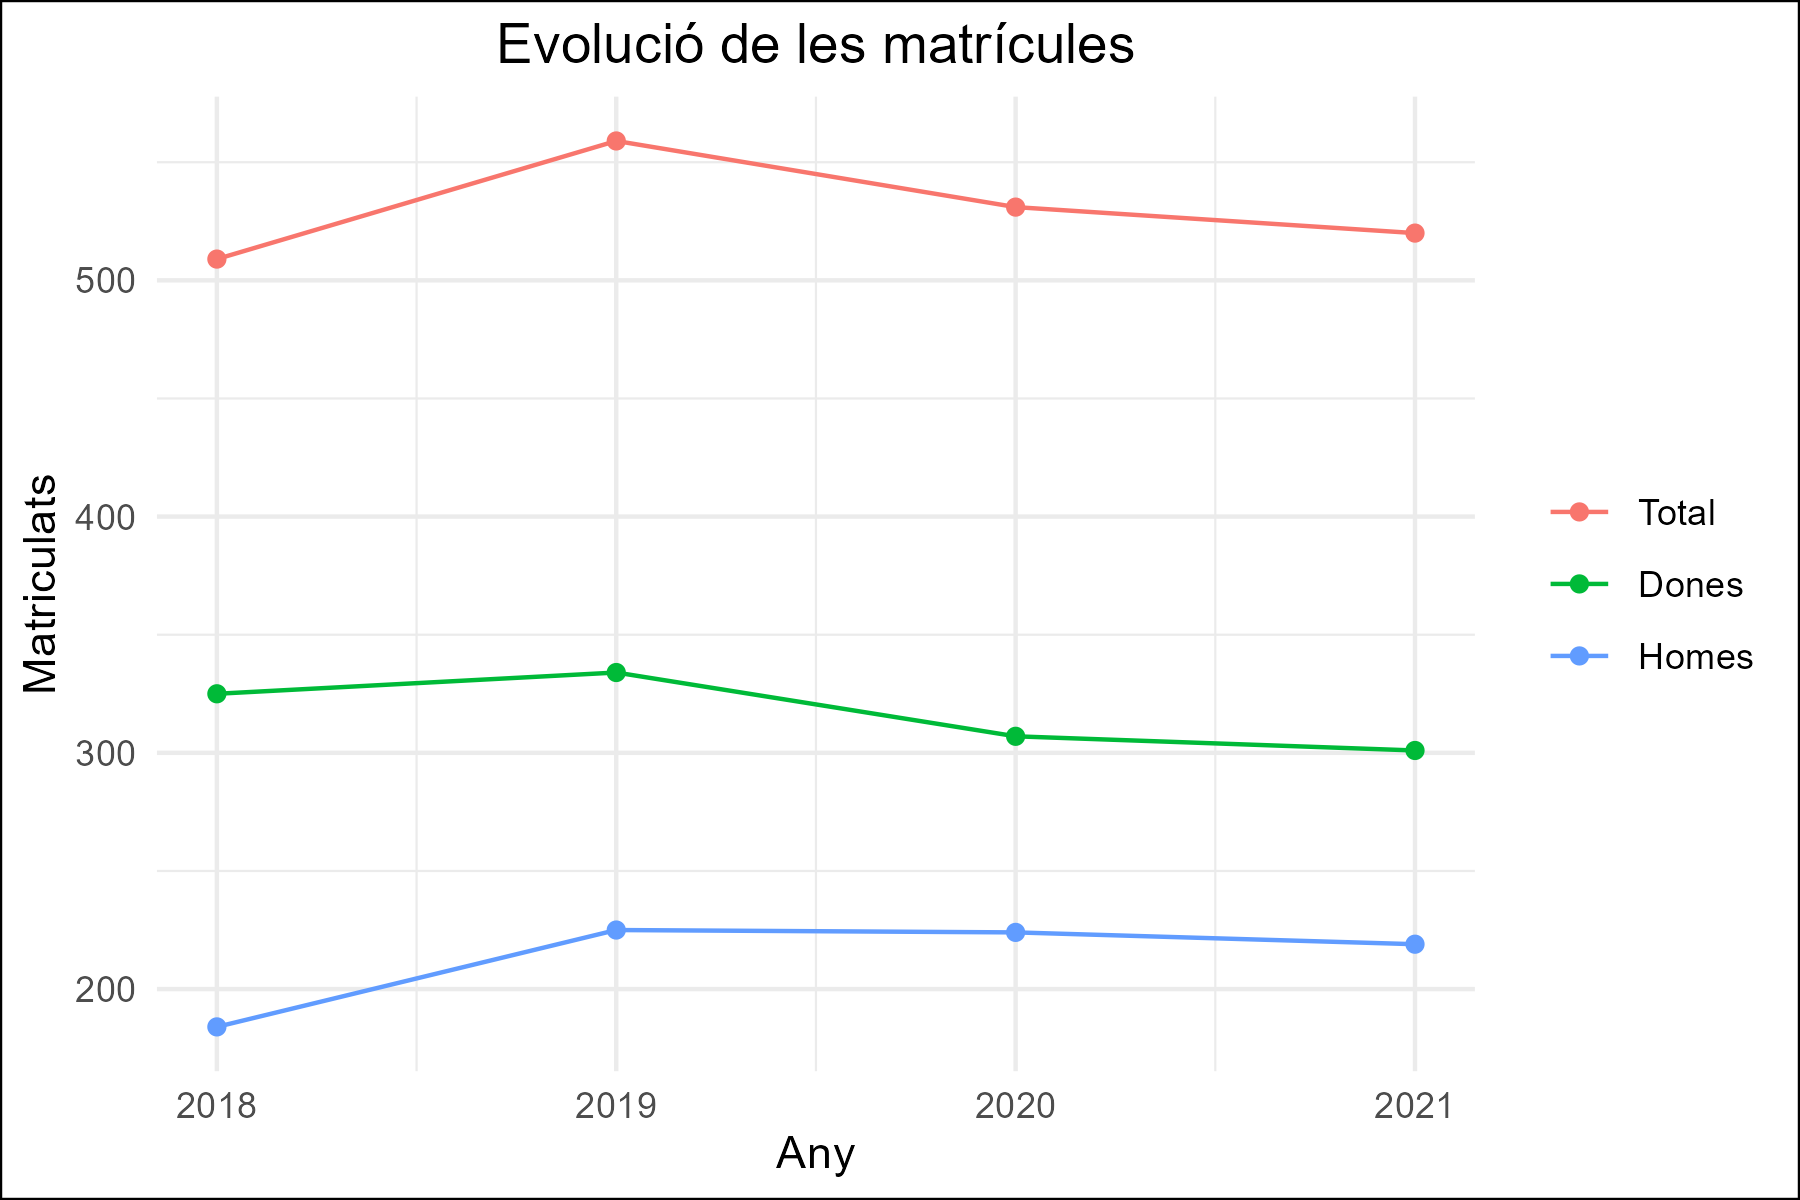 Evolució de les matrícules
Matriculats
500
400
300
200
2018
2019
2020
2021
Any
Total
Dones
Homes